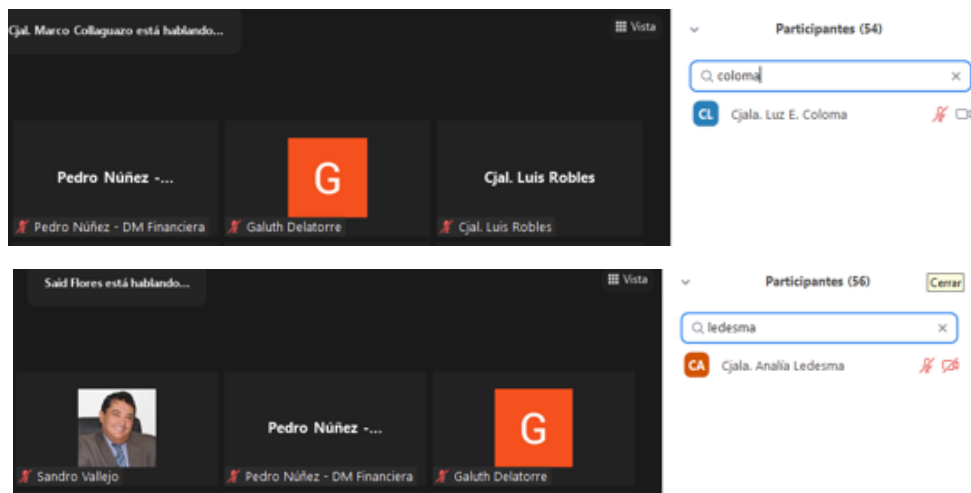 Cjal. Marco Collaguazo está hablando...
Vista
Participantes (54)
coloma
CL Cjala. Luz E. Coloma
Pedro Núñez -...
G
Cjal. Luis Robles
Pedro Núñez - DM Financiera
Galuth Delatorre
Cjal. Luis Robles
Said Flores está hablando...
Vista
Participantes (56)
Cerrar
ledesma
CA Cjala. Analía Ledesma
Pedro Núñez -...
G
Sandro Vallejo
Pedro Núñez - DM Financiera
Galuth Delatorre